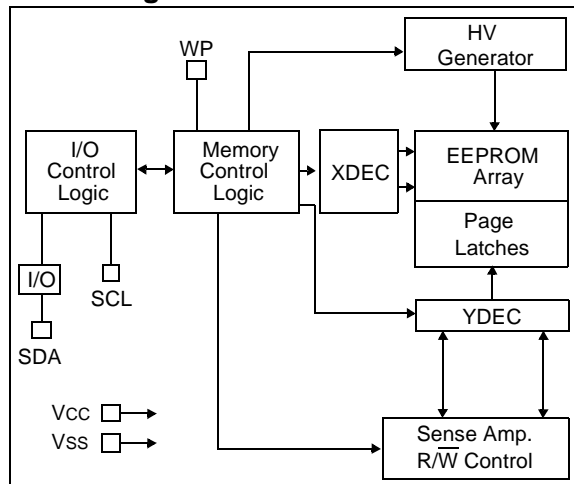 WP
HV
Generator
I/O
Control
Logic
Memory
Control
Logic
XDEC
EEPROM
Array
Page
Latches
I/O
SCL
SDA
YDEC
VCC
VSS
Sense Amp.
R/W̅ Control